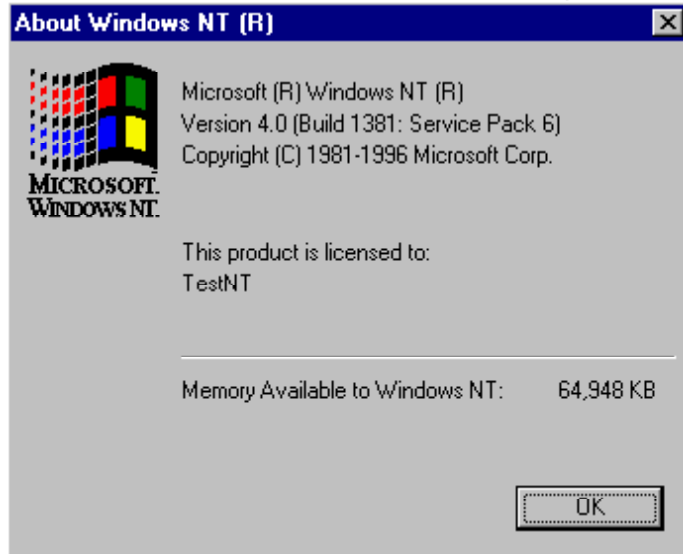 About Windows NT (R)
MICROSOFT.
WINDOWS NT.
Microsoft (R) Windows NT (R)
Version 4.0 (Build 1381: Service Pack 6)
Copyright (C) 1981-1996 Microsoft Corp.
This product is licensed to:
TestNT
Memory Available to Windows NT: 64,948 KB
OK